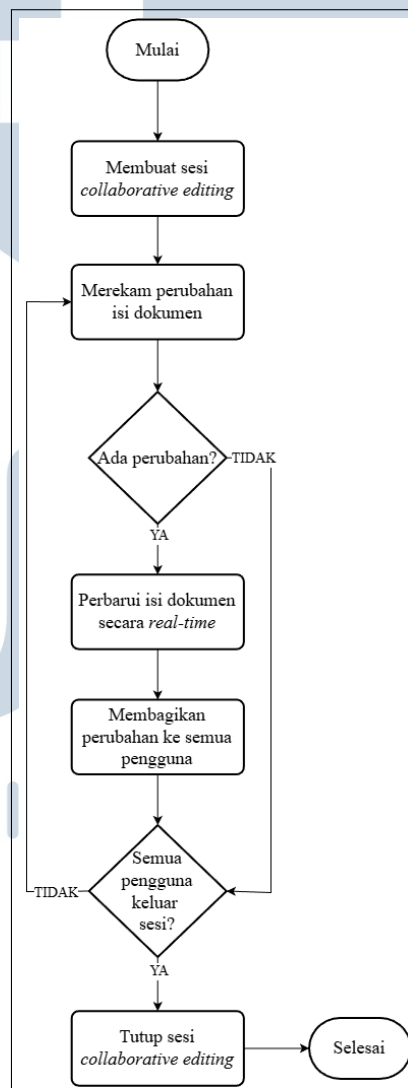 Mulai
Membuat sesi
collaborative editing
Merekam perubahan
isi dokumen
Ada perubahan?
TIDAK
YA
Perbarui isi dokumen
secara real-time
Membagikan
perubahan ke semua
pengguna
Semua
pengguna
keluar
sesi?
TIDAK
YA
Tutup sesi
collaborative editing
Selesai